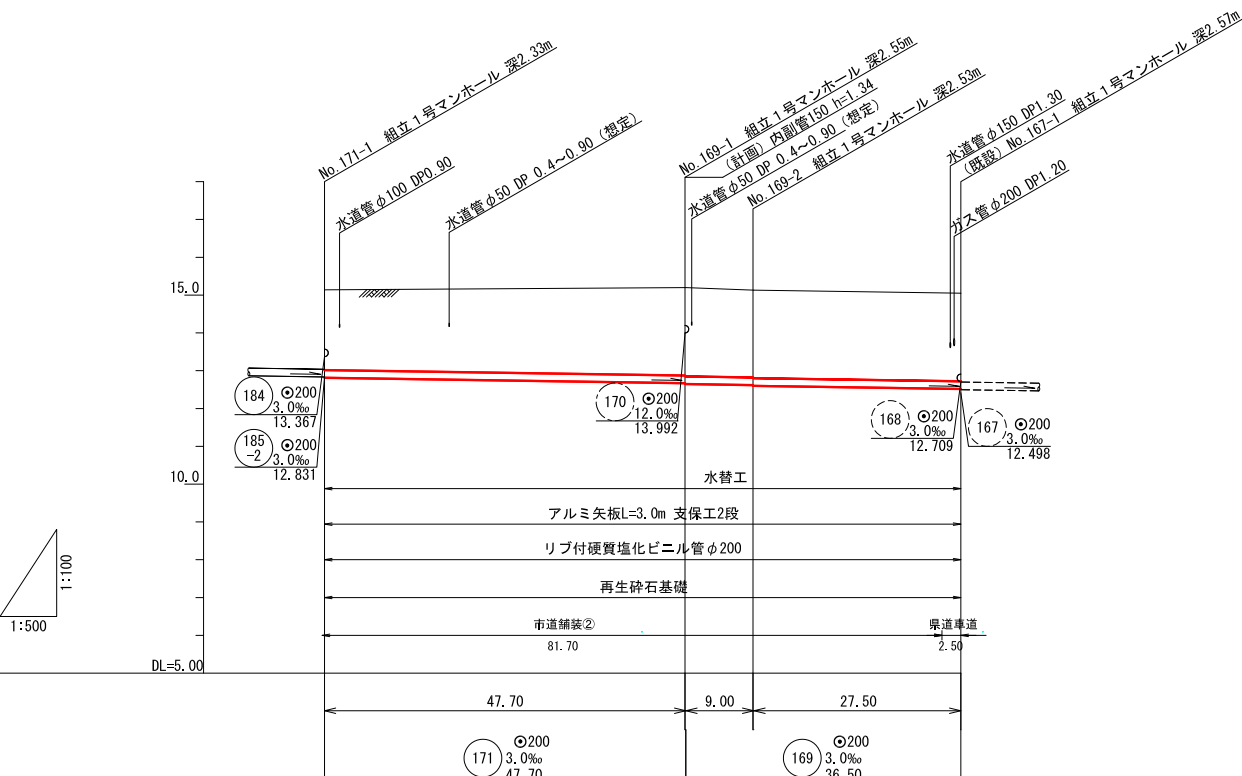 No.171-1 組立1号マンホール 深2.33m
水道管φ100 DP0.90
水道管φ50 DP 0.4～0.90 (想定)
No.169-1 組立1号マンホール 深2.55m
(計画) 内副管150 h=1.34
水道管φ50 DP 0.4～0.90 (想定)
No.169-2 組立1号マンホール 深2.53m
水道管φ150 DP1.30
(既設) No.167-1 組立1号マンホール 深2.57m
ガス管φ200 DP1.20
15.0
10.0
DL=5.00
1:100
1:500
184 ⦿200
3.0‰
13.367
185-2 ⦿200
3.0‰
12.831
170 ⦿200
12.0‰
13.992
168 ⦿200
3.0‰
12.709
167 ⦿200
3.0‰
12.498
水替工
アルミ矢板L=3.0m 支保工2段
リブ付硬質塩化ビニル管φ200
再生砕石基礎
市道舗装② 県道車道
81.70 2.50
47.70 9.00 27.50
171 ⦿200
3.0‰
47.70
169 ⦿200
3.0‰
36.50